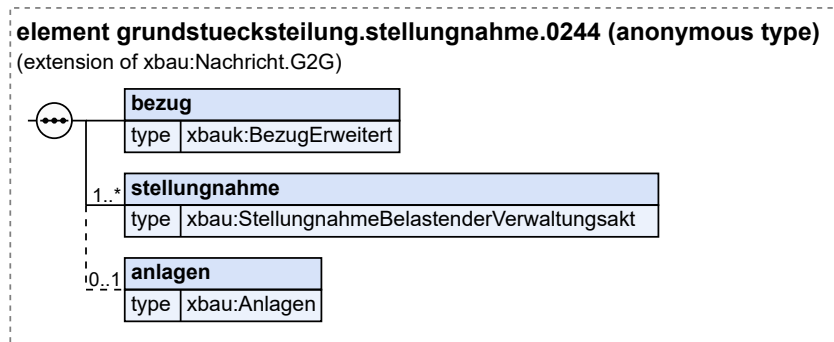 element grundstuecksteilung.stellungnahme.0244 (anonymous type)
(extension of xbau:Nachricht.G2G)
bezug
type xbauk:BezugErweitert
1..* stellungnahme
type xbau:StellungnahmeBelastenderVerwaltungsakt
0..1 anlagen
type xbau:Anlagen